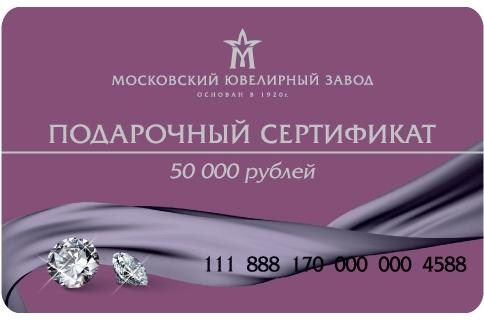 М
МОСКОВСКИЙ ЮВЕЛИРНЫЙ ЗАВОД
ОСНОВАН В 1920г.
ПОДАРОЧНЫЙ СЕРТИФИКАТ
50 000 рублей
111 888 170 000 000 4588